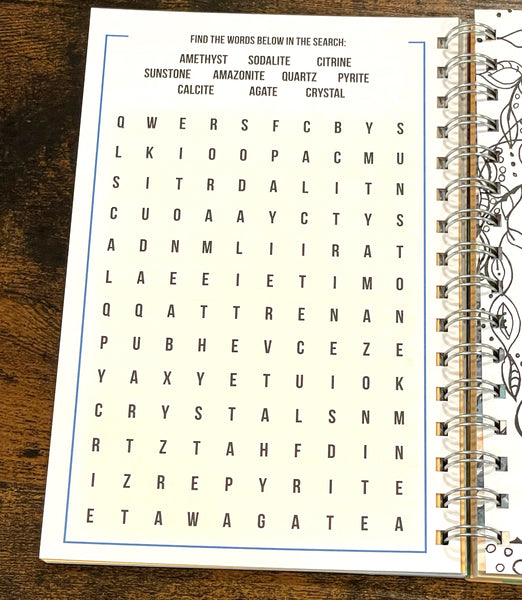 FIND THE WORDS BELOW IN THE SEARCH:
AMETHYST SODALITE CITRINE
SUNSTONE AMAZONITE QUARTZ PYRITE
CALCITE AGATE CRYSTAL
Q W E R S F C B Y S
L K I O O P A C M U
S I T R D A L I T N
C U O A A Y C T Y S
A D N M L I I R A T
L A E E I E T I M O
Q Q A T T R E N A N
P U B H E V C E Z E
Y A X Y E T U I O K
C R Y S T A L S N M
R T Z T A H F D I N
I Z R E P Y R I T E
E T A W A G A T E A